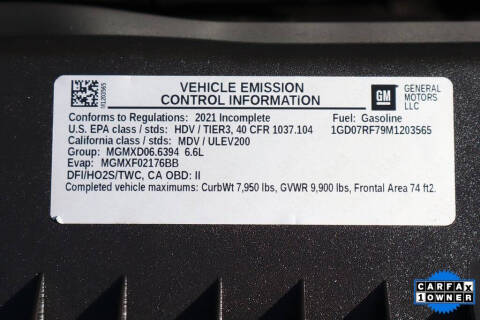 M1203565
VEHICLE EMISSION
CONTROL INFORMATION
GM
GENERAL
MOTORS
LLC
Conforms to Regulations: 2021 Incomplete
Fuel: Gasoline
U.S. EPA class / stds: HDV / TIER3, 40 CFR 1037.104
1GD07RF79M1203565
California class / stds: MDV / ULEV200
Group: MGMXD06.6394 6.6L
Evap: MGMXF02176BB
DFI/HO2S/TWC, CA OBD: II
Completed vehicle maximums: CurbWt 7,950 lbs, GVWR 9,900 lbs, Frontal Area 74 ft2.
CARFAX
1 OWNER